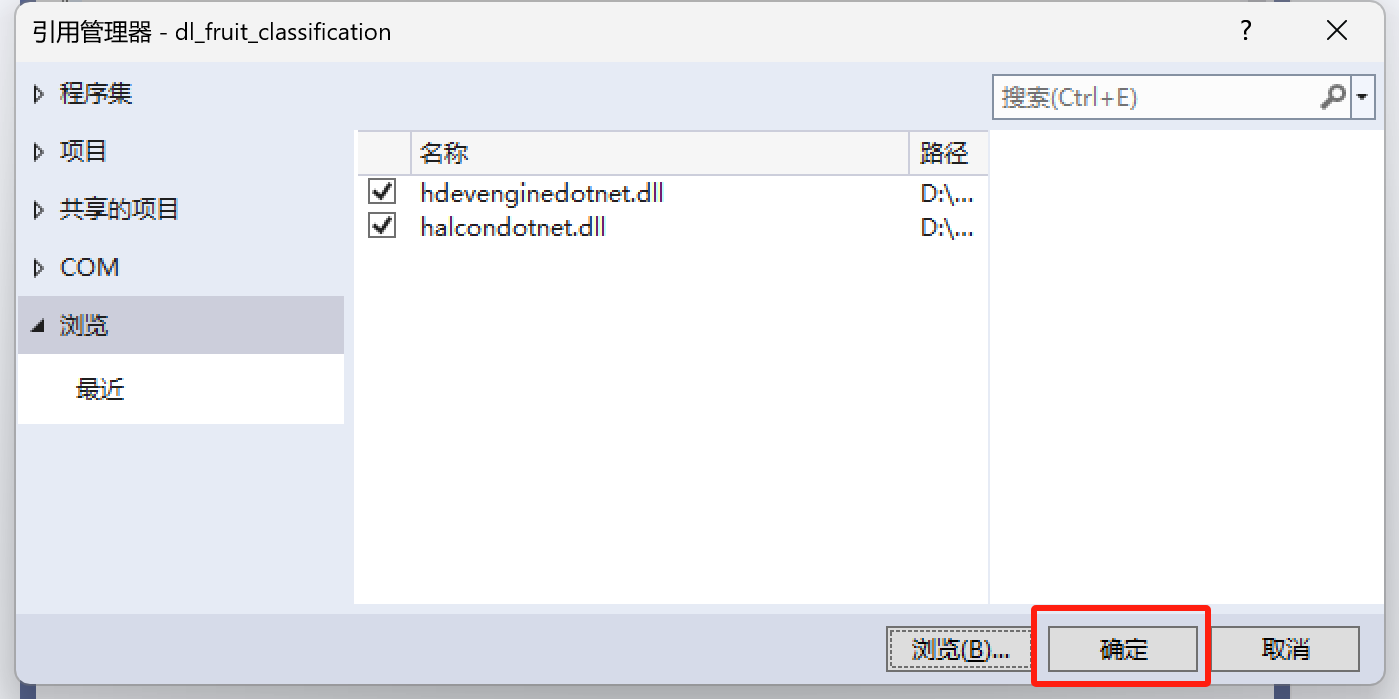 引用管理器 - dl_fruit_classification
?
程序集
项目
共享的项目
COM
浏览
最近
搜索(Ctrl+E)
名称 路径
hdevenginedotnet.dll D:\...
halcondotnet.dll D:\...
浏览(B)... 确定 取消